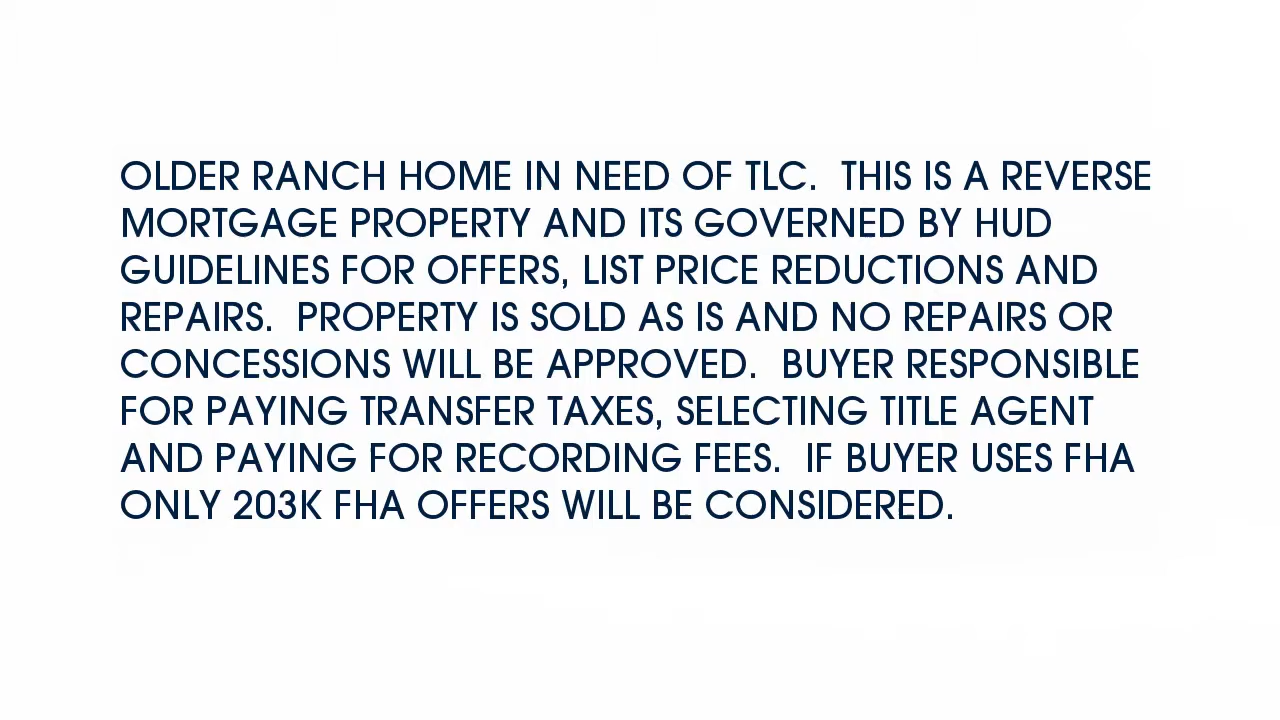 OLDER RANCH HOME IN NEED OF TLC.  THIS IS A REVERSE
MORTGAGE PROPERTY AND ITS GOVERNED BY HUD
GUIDELINES FOR OFFERS, LIST PRICE REDUCTIONS AND
REPAIRS.  PROPERTY IS SOLD AS IS AND NO REPAIRS OR
CONCESSIONS WILL BE APPROVED.  BUYER RESPONSIBLE
FOR PAYING TRANSFER TAXES, SELECTING TITLE AGENT
AND PAYING FOR RECORDING FEES.  IF BUYER USES FHA
ONLY 203K FHA OFFERS WILL BE CONSIDERED.